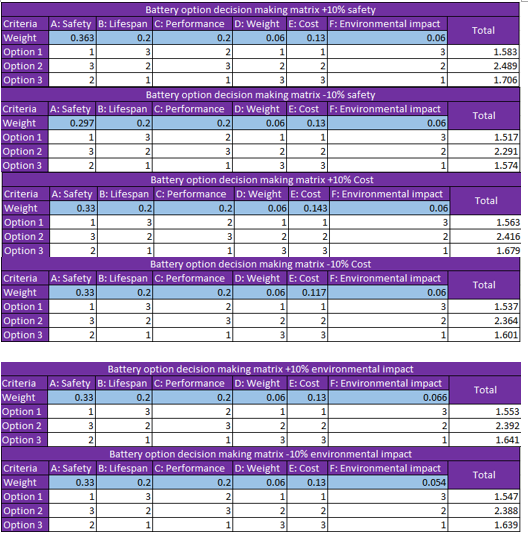 Battery option decision making matrix +10% safety
Criteria A: Safety B: Lifespan C: Performance D: Weight E: Cost F: Environmental impact Total
Weight 0.363 0.2 0.2 0.06 0.13 0.06
Option 1 1 3 2 1 1 3 1.583
Option 2 3 2 3 2 2 2 2.489
Option 3 2 1 1 3 3 1 1.706
Battery option decision making matrix -10% safety
Criteria A: Safety B: Lifespan C: Performance D: Weight E: Cost F: Environmental impact Total
Weight 0.297 0.2 0.2 0.06 0.13 0.06
Option 1 1 3 2 1 1 3 1.517
Option 2 3 2 3 2 2 2 2.291
Option 3 2 1 1 3 3 1 1.574
Battery option decision making matrix +10% Cost
Criteria A: Safety B: Lifespan C: Performance D: Weight E: Cost F: Environmental impact Total
Weight 0.33 0.2 0.2 0.06 0.143 0.06
Option 1 1 3 2 1 1 3 1.563
Option 2 3 2 3 2 2 2 2.416
Option 3 2 1 1 3 3 1 1.679
Battery option decision making matrix -10% Cost
Criteria A: Safety B: Lifespan C: Performance D: Weight E: Cost F: Environmental impact Total
Weight 0.33 0.2 0.2 0.06 0.117 0.06
Option 1 1 3 2 1 1 3 1.537
Option 2 3 2 3 2 2 2 2.364
Option 3 2 1 1 3 3 1 1.601
Battery option decision making matrix +10% environmental impact
Criteria A: Safety B: Lifespan C: Performance D: Weight E: Cost F: Environmental impact Total
Weight 0.33 0.2 0.2 0.06 0.13 0.066
Option 1 1 3 2 1 1 3 1.553
Option 2 3 2 3 2 2 2 2.392
Option 3 2 1 1 3 3 1 1.641
Battery option decision making matrix -10% environmental impact
Criteria A: Safety B: Lifespan C: Performance D: Weight E: Cost F: Environmental impact Total
Weight 0.33 0.2 0.2 0.06 0.13 0.054
Option 1 1 3 2 1 1 3 1.547
Option 2 3 2 3 2 2 2 2.388
Option 3 2 1 1 3 3 1 1.639